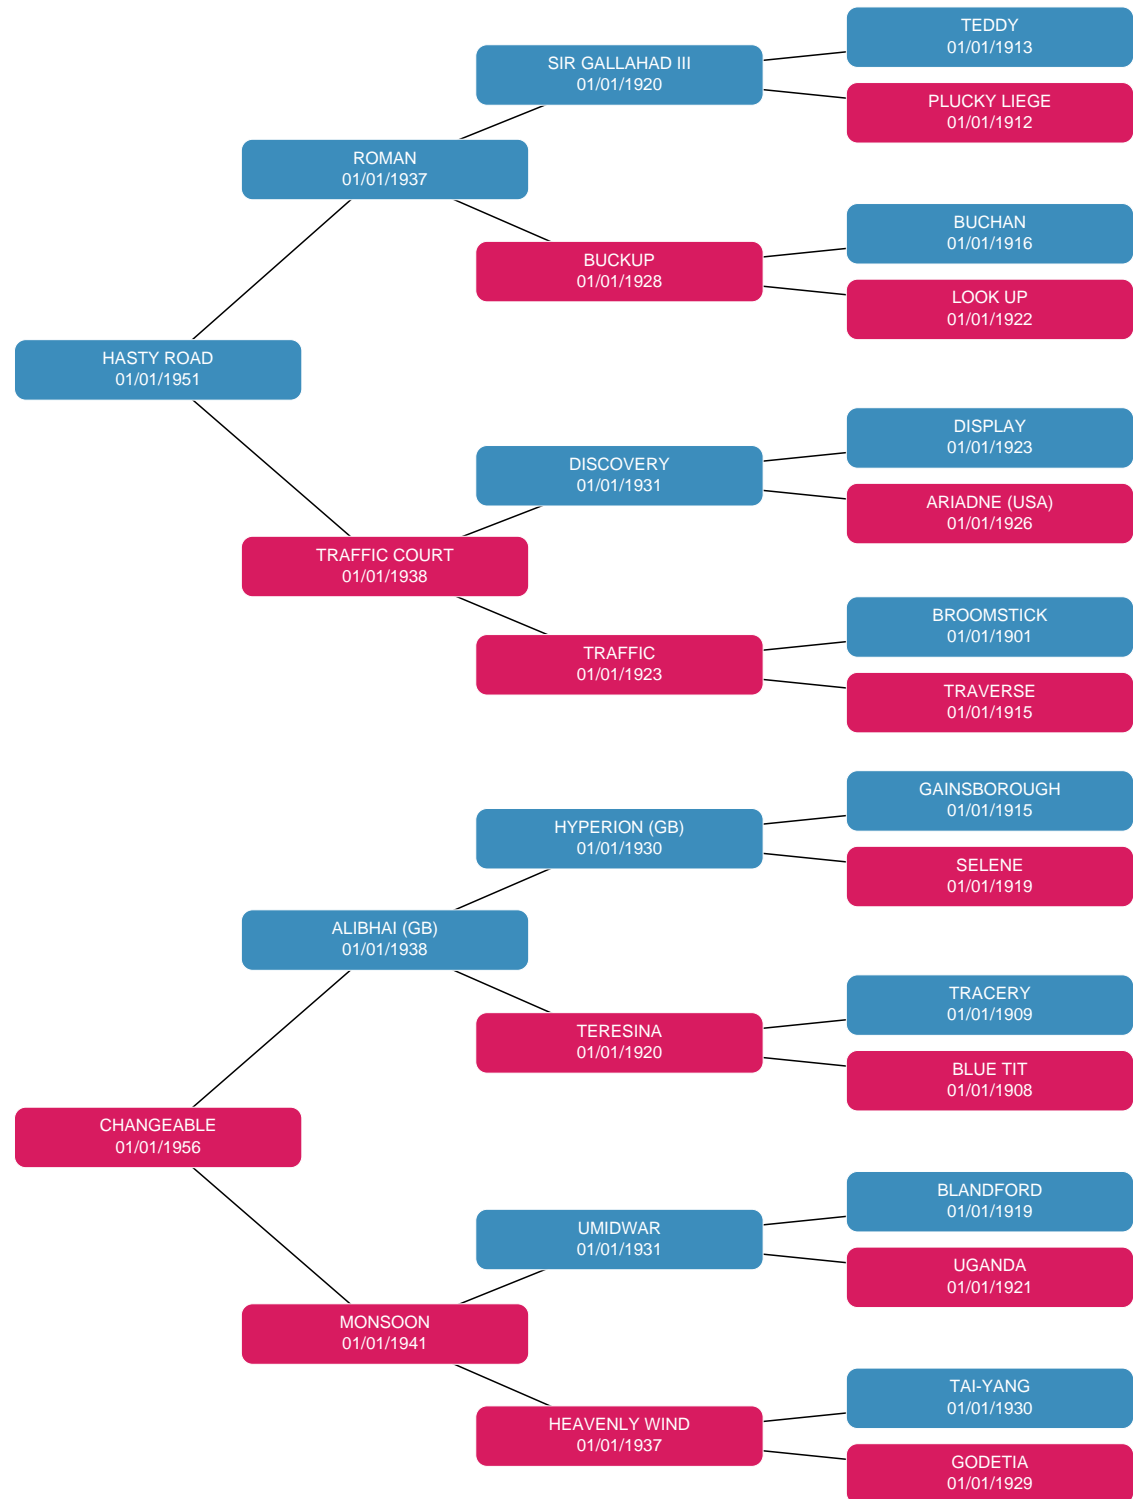 TEDDY
01/01/1913
SIR GALLAHAD III
01/01/1920
PLUCKY LIEGE
01/01/1912
ROMAN
01/01/1937
BUCHAN
01/01/1916
BUCKUP
01/01/1928
LOOK UP
01/01/1922
HASTY ROAD
01/01/1951
DISPLAY
01/01/1923
DISCOVERY
01/01/1931
ARIADNE (USA)
01/01/1926
TRAFFIC COURT
01/01/1938
BROOMSTICK
01/01/1901
TRAFFIC
01/01/1923
TRAVERSE
01/01/1915
GAINSBOROUGH
01/01/1915
HYPERION (GB)
01/01/1930
SELENE
01/01/1919
ALIBHAI (GB)
01/01/1938
TRACERY
01/01/1909
TERESINA
01/01/1920
BLUE TIT
01/01/1908
CHANGEABLE
01/01/1956
BLANDFORD
01/01/1919
UMIDWAR
01/01/1931
UGANDA
01/01/1921
MONSOON
01/01/1941
TAI-YANG
01/01/1930
HEAVENLY WIND
01/01/1937
GODETIA
01/01/1929